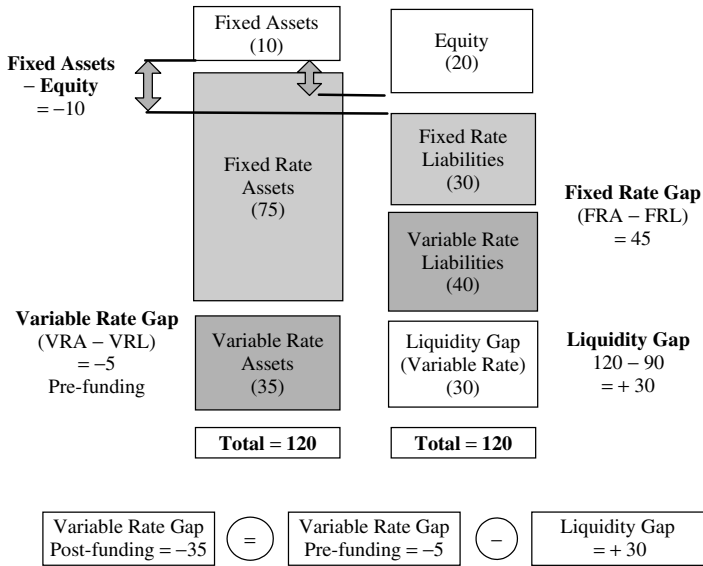 Fixed Assets
(10)
Equity
(20)
Fixed Assets
– Equity
= –10
Fixed Rate
Assets
(75)
Fixed Rate
Liabilities
(30)
Fixed Rate Gap
(FRA – FRL)
= 45
Variable Rate
Liabilities
(40)
Variable Rate Gap
(VRA – VRL)
= –5
Pre-funding
Variable Rate
Assets
(35)
Liquidity Gap
(Variable Rate)
(30)
Liquidity Gap
120 – 90
= + 30
Total = 120
Total = 120
Variable Rate Gap
Post-funding = –35
=
Variable Rate Gap
Pre-funding = –5
–
Liquidity Gap
= + 30